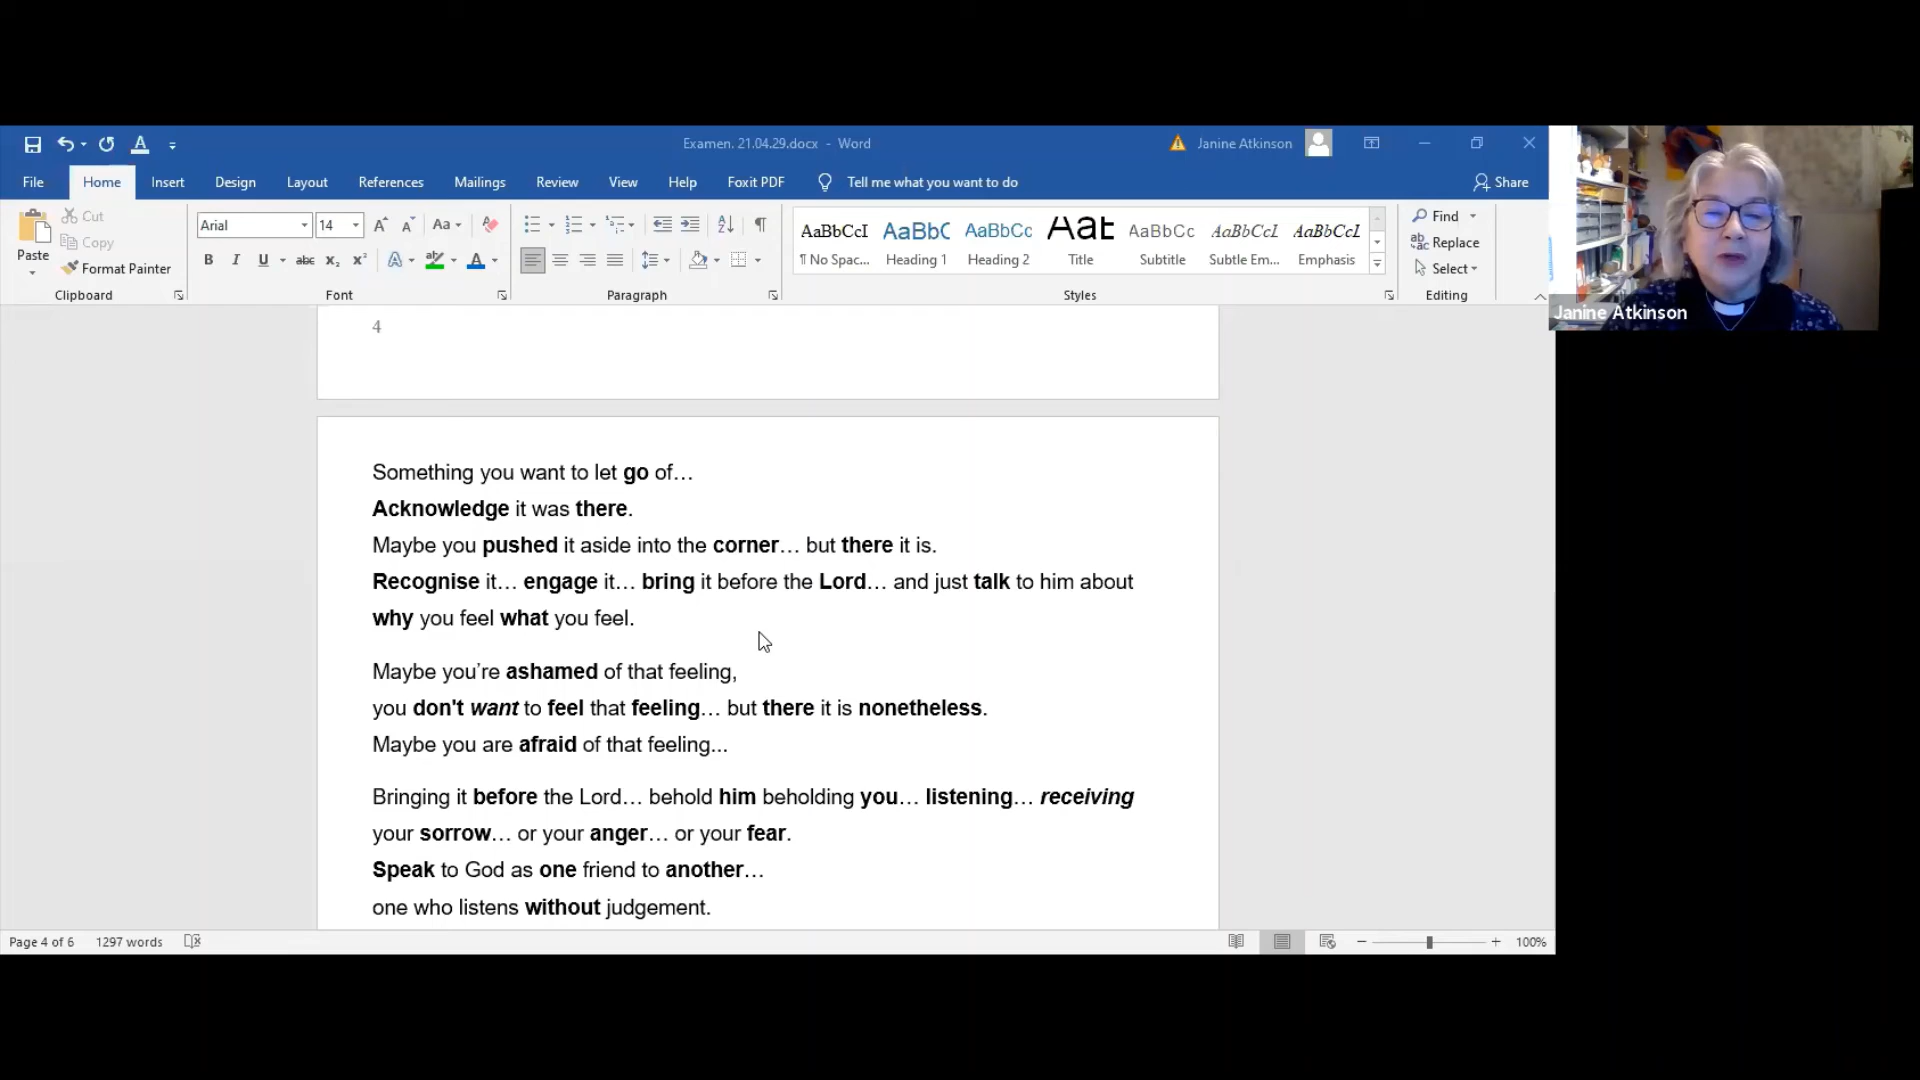 Examen. 21.04.29.docx - Word
Janine Atkinson
File Home Insert Design Layout References Mailings Review View Help Foxit PDF Tell me what you want to do Share
Paste
Cut
Copy
Format Painter
Clipboard
Arial 14
Font
Paragraph
AaBbCcI AaBbC AaBbCc AaB AaBbCc AaBbCcI AaBbCcI
¶ No Spac... Heading 1 Heading 2 Title Subtitle Subtle Em... Emphasis
Styles
Find
Replace
Select
Editing
Janine Atkinson
4
Something you want to let go of…
Acknowledge it was there.
Maybe you pushed it aside into the corner… but there it is.
Recognise it… engage it… bring it before the Lord… and just talk to him about
why you feel what you feel.
Maybe you’re ashamed of that feeling,
you don't want to feel that feeling… but there it is nonetheless.
Maybe you are afraid of that feeling...
Bringing it before the Lord… behold him beholding you… listening… receiving
your sorrow… or your anger… or your fear.
Speak to God as one friend to another…
one who listens without judgement.
Page 4 of 6 1297 words 100%